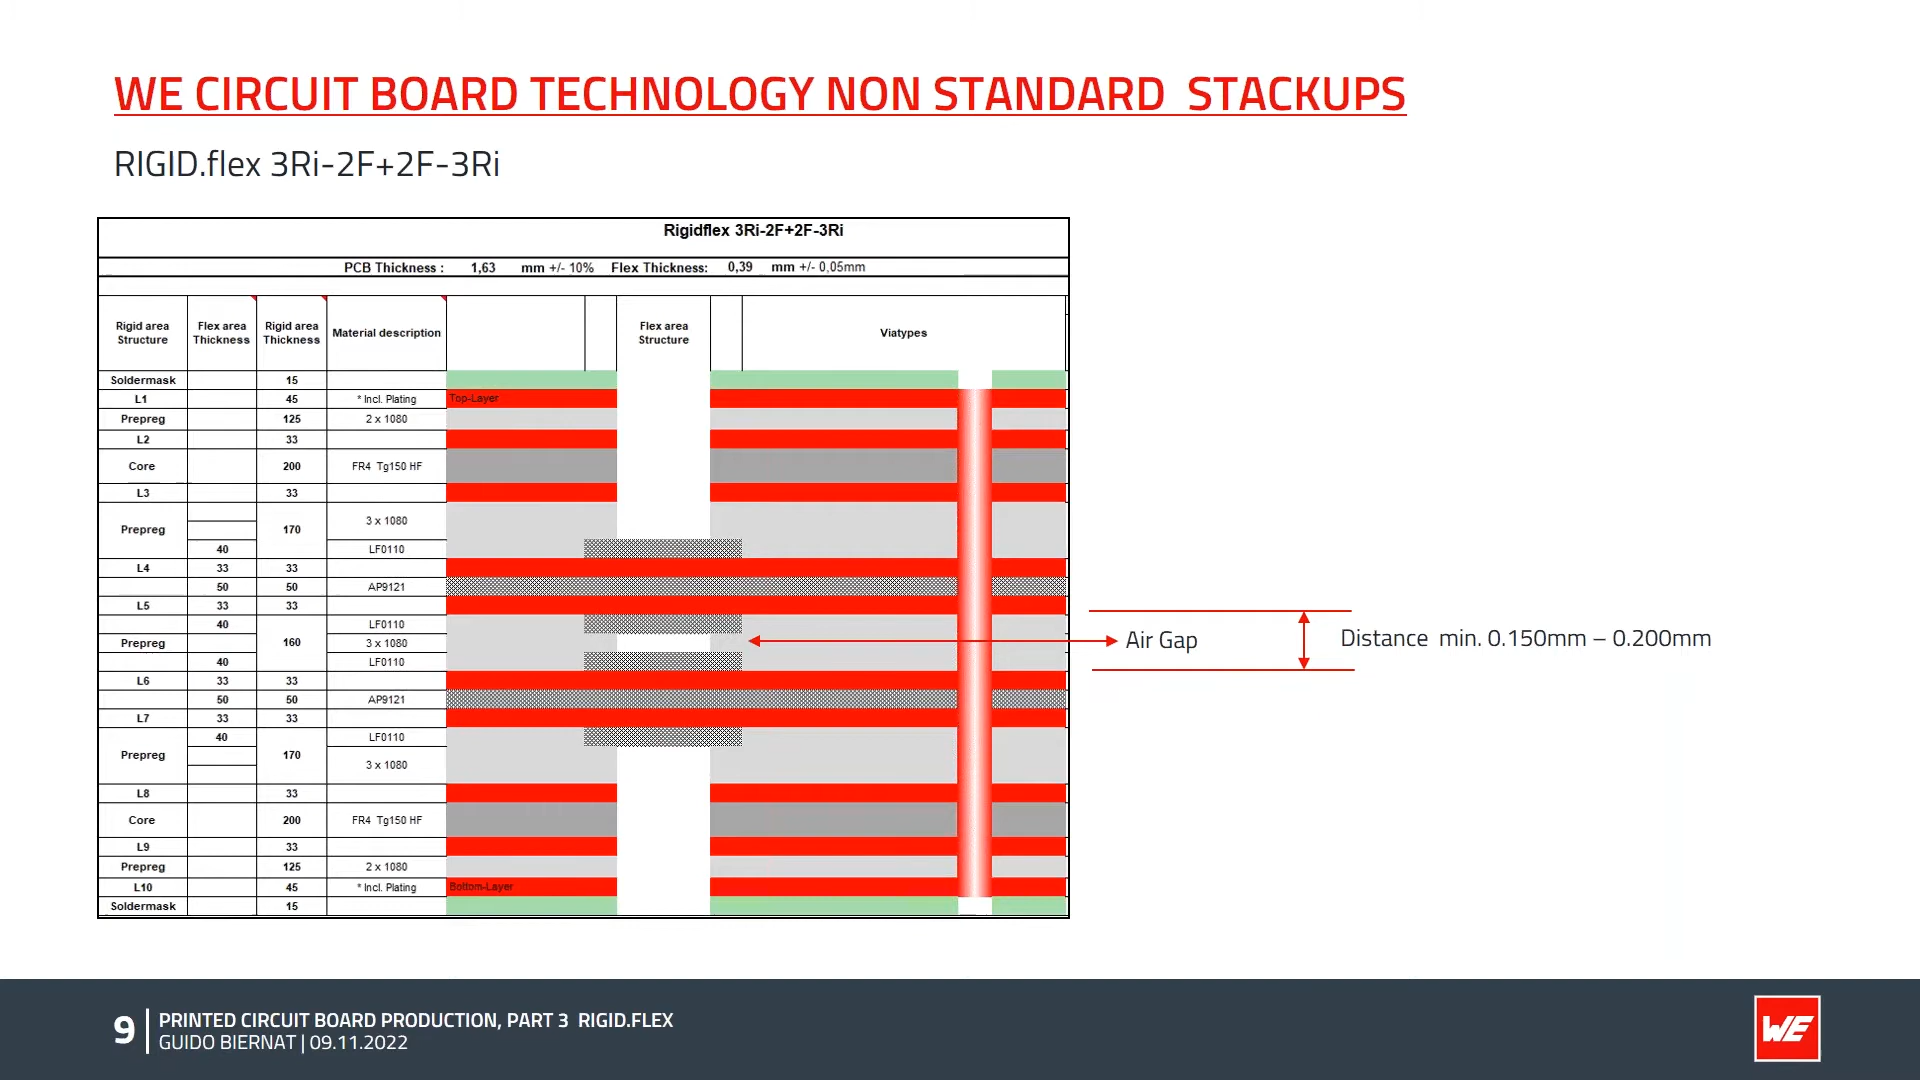 WE CIRCUIT BOARD TECHNOLOGY NON STANDARD  STACKUPS
RIGID.flex 3Ri-2F+2F-3Ri
Rigidflex 3Ri-2F+2F-3Ri
PCB Thickness : 1,63 mm +/- 10% Flex Thickness: 0,39 mm +/- 0,05mm
Rigid area Structure Flex area Thickness Rigid area Thickness Material description Flex area Structure Viatypes
Soldermask 15
L1 45 * Incl. Plating Top-Layer
Prepreg 125 2 x 1080
L2 33
Core 200 FR4 Tg150 HF
L3 33
Prepreg 170 3 x 1080
40 LF0110
L4 33 33
50 50 AP9121
L5 33 33
40 LF0110
Prepreg 160 3 x 1080
40 LF0110
Air Gap
Distance min. 0.150mm – 0.200mm
L6 33 33
50 50 AP9121
L7 33 33
40 LF0110
Prepreg 170 3 x 1080
L8 33
Core 200 FR4 Tg150 HF
L9 33
Prepreg 125 2 x 1080
L10 45 * Incl. Plating Bottom-Layer
Soldermask 15
9
PRINTED CIRCUIT BOARD PRODUCTION, PART 3 RIGID.FLEX
GUIDO BIERNAT | 09.11.2022
WE